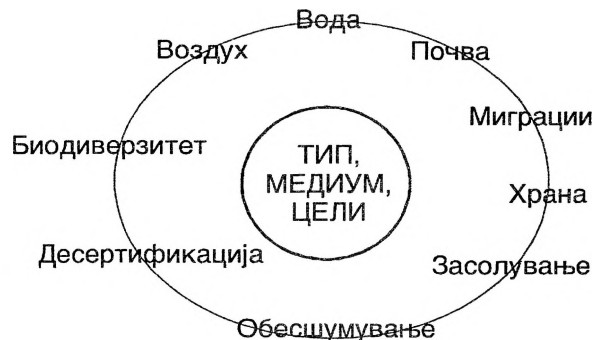 Вода
Воздух
Почва
Миграции
Биодиверзитет
ТИП,
МЕДИУМ,
ЦЕЛИ
Храна
Десертификација
Засолување
Обесшумување